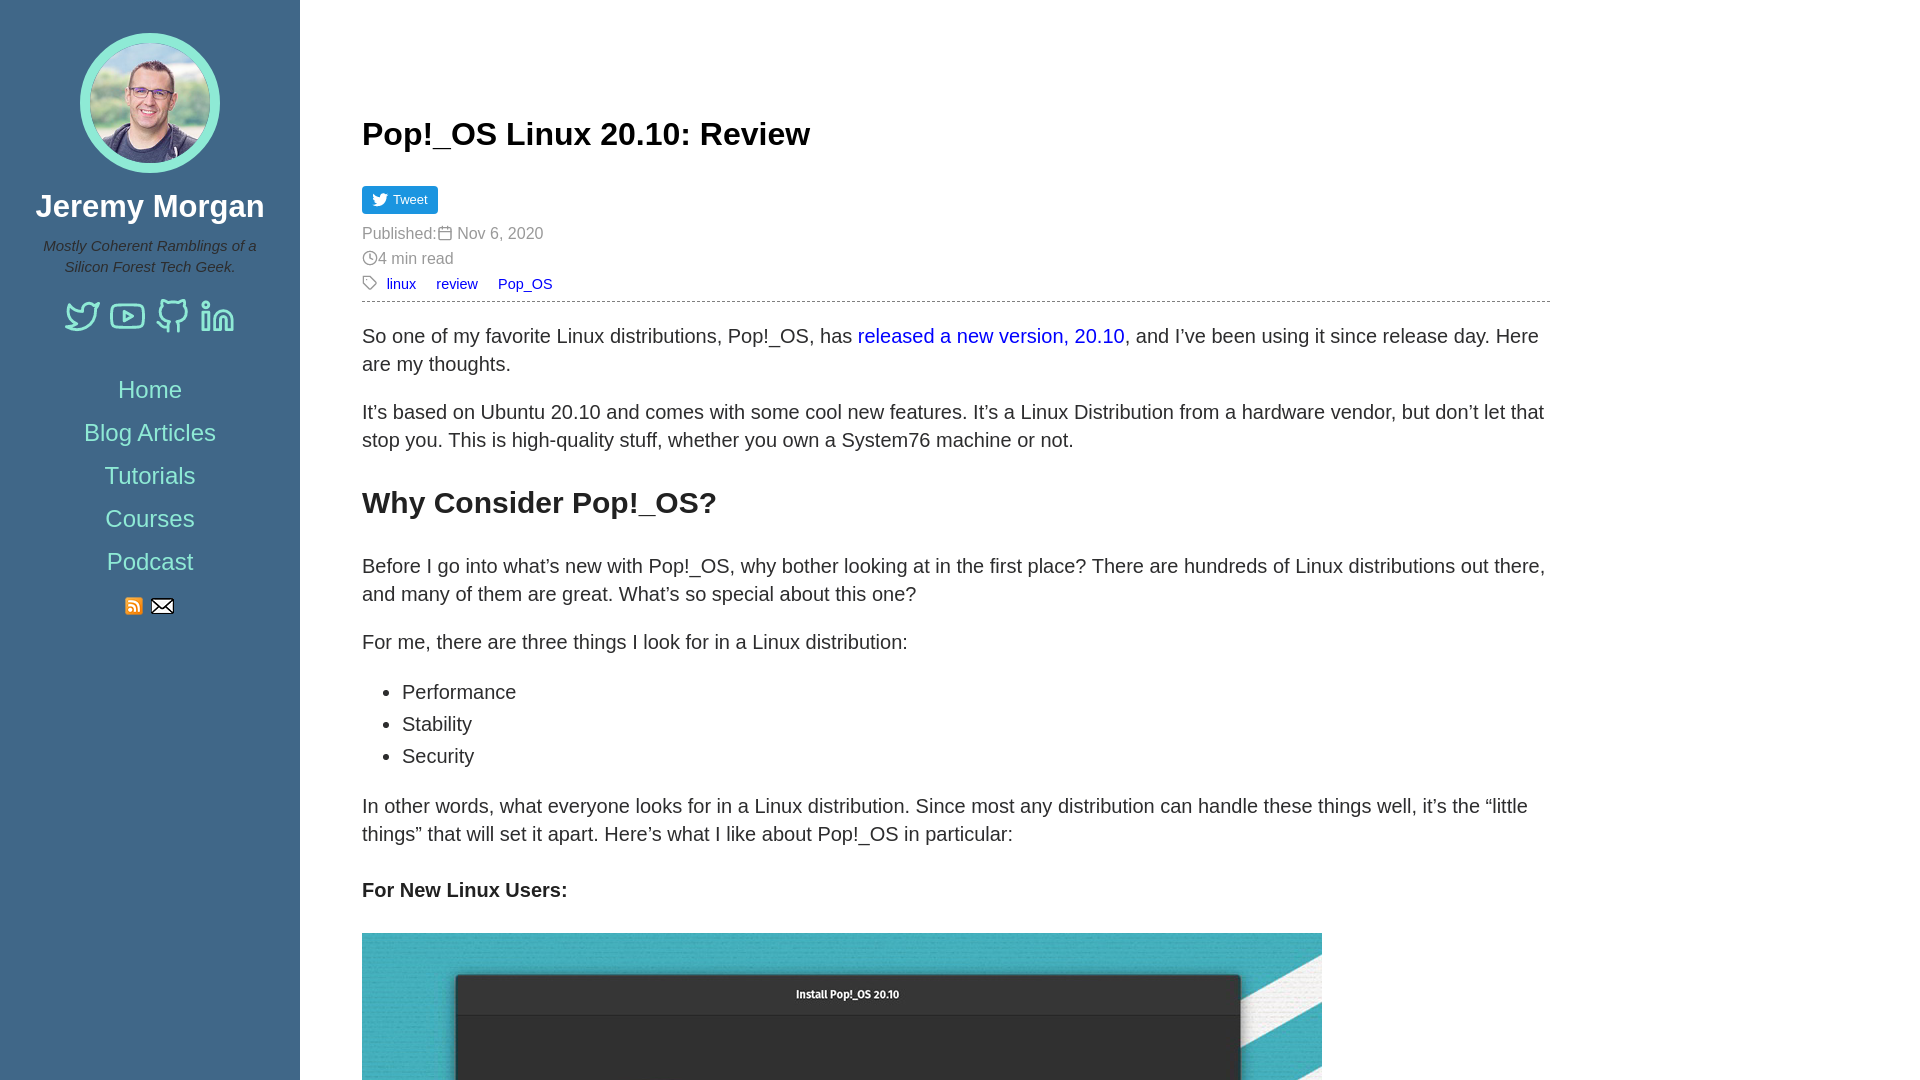 Jeremy Morgan
Mostly Coherent Ramblings of a
Silicon Forest Tech Geek.
Home
Blog Articles
Tutorials
Courses
Podcast
Pop!_OS Linux 20.10: Review
Tweet
Published: Nov 6, 2020
4 min read
linux review Pop_OS
So one of my favorite Linux distributions, Pop!_OS, has released a new version, 20.10, and I’ve been using it since release day. Here
are my thoughts.
It’s based on Ubuntu 20.10 and comes with some cool new features. It’s a Linux Distribution from a hardware vendor, but don’t let that
stop you. This is high-quality stuff, whether you own a System76 machine or not.
Why Consider Pop!_OS?
Before I go into what’s new with Pop!_OS, why bother looking at in the first place? There are hundreds of Linux distributions out there,
and many of them are great. What’s so special about this one?
For me, there are three things I look for in a Linux distribution:
• Performance
• Stability
• Security
In other words, what everyone looks for in a Linux distribution. Since most any distribution can handle these things well, it’s the “little
things” that will set it apart. Here’s what I like about Pop!_OS in particular:
For New Linux Users:
Install Pop!_OS 20.10